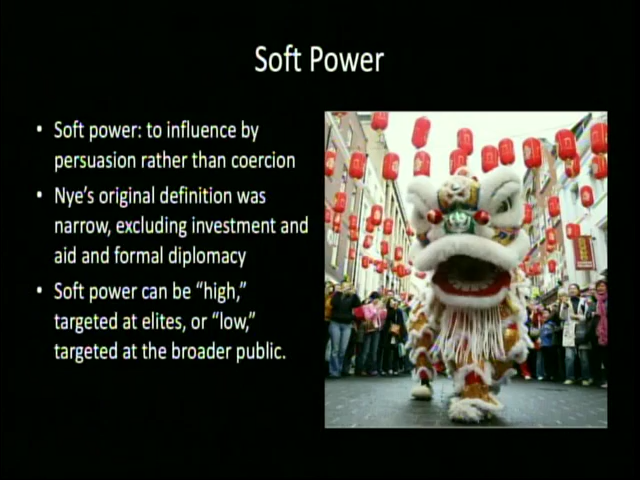 Soft Power
• Soft power: to influence by
persuasion rather than coercion
• Nye's original definition was
narrow, excluding investment and
aid and formal diplomacy
• Soft power can be "high,"
targeted at elites, or "low,"
targeted at the broader public.